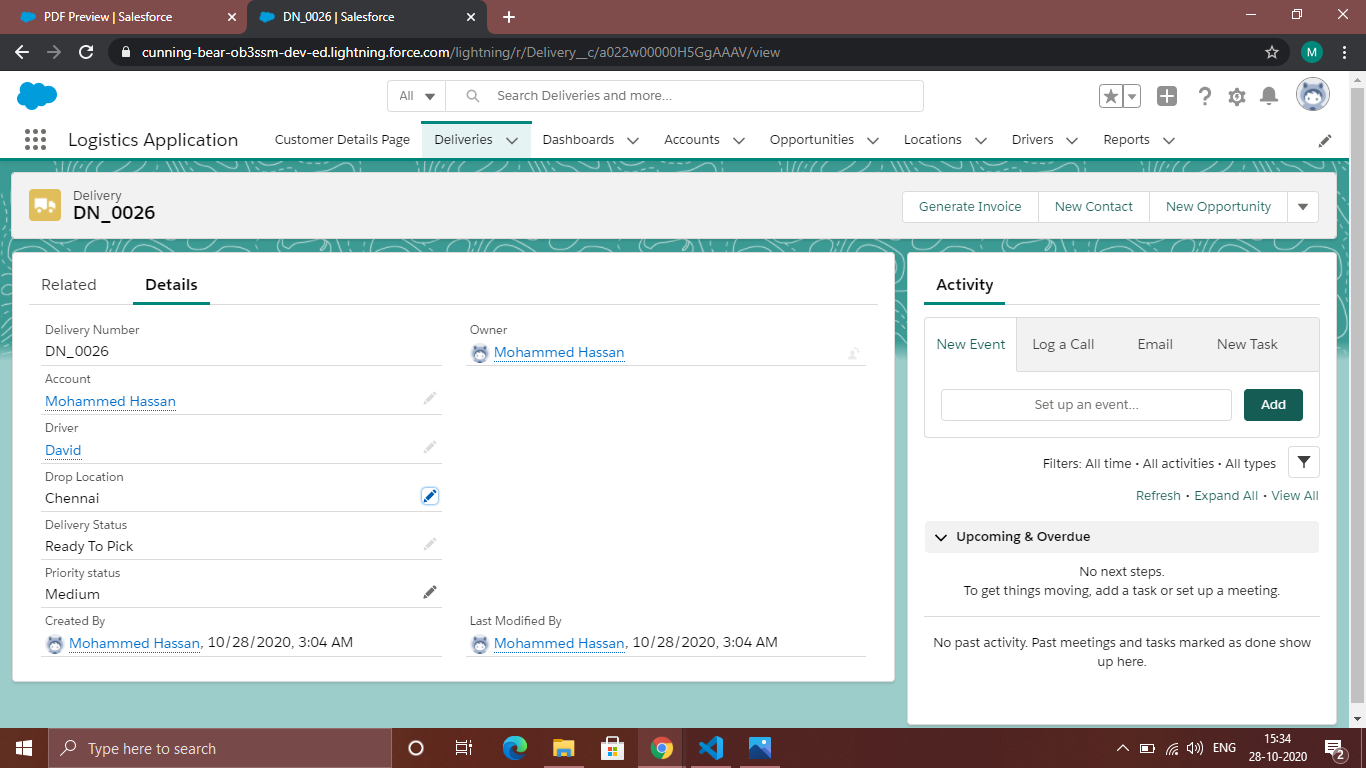 PDF Preview | Salesforce
DN_0026 | Salesforce
cunning-bear-ob3ssm-dev-ed.lightning.force.com/lightning/r/Delivery__c/a022w00000H5GgAAAV/view
M
All
Search Deliveries and more...
Logistics Application
Customer Details Page
Deliveries
Dashboards
Accounts
Opportunities
Locations
Drivers
Reports
Delivery
DN_0026
Generate Invoice
New Contact
New Opportunity
Related
Details
Delivery Number
DN_0026
Owner
Mohammed Hassan
Account
Mohammed Hassan
Driver
David
Drop Location
Chennai
Delivery Status
Ready To Pick
Priority status
Medium
Created By
Mohammed Hassan, 10/28/2020, 3:04 AM
Last Modified By
Mohammed Hassan, 10/28/2020, 3:04 AM
Activity
New Event
Log a Call
Email
New Task
Set up an event...
Add
Filters: All time • All activities • All types
Refresh • Expand All • View All
Upcoming & Overdue
No next steps.
To get things moving, add a task or set up a meeting.
No past activity. Past meetings and tasks marked as done show
up here.
Type here to search
ENG
15:34
28-10-2020
2